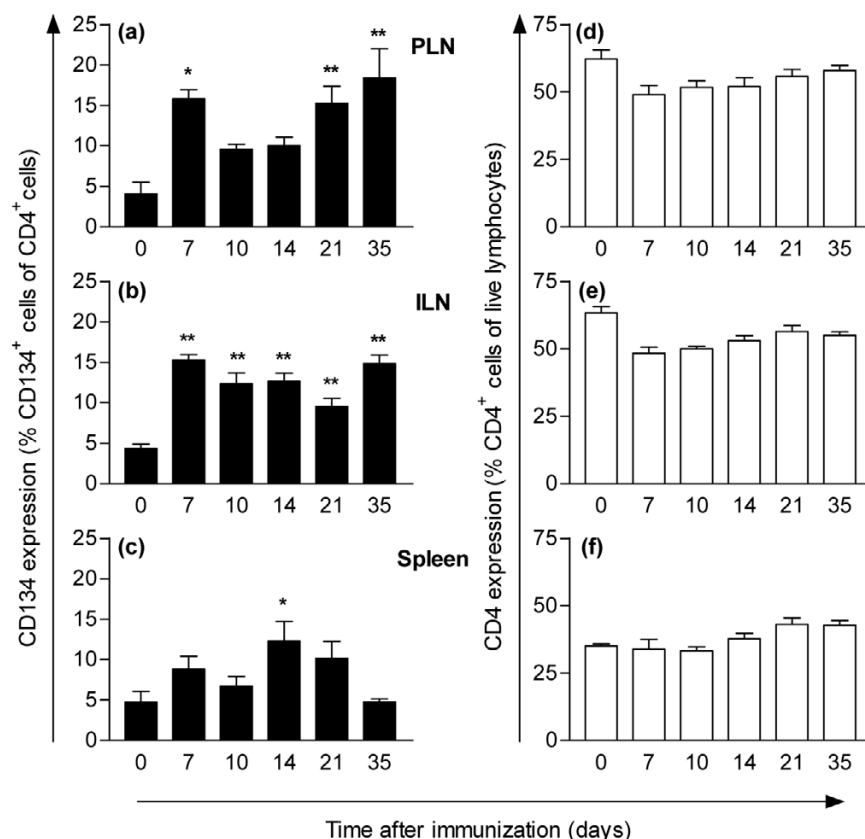 CD134 expression (% CD134⁺ cells of CD4⁺ cells)
CD4 expression (% CD4⁺ cells of live lymphocytes)
(a) PLN
25
20
15
10
5
0
* ** **
0 7 10 14 21 35
(d)
75
50
25
0
0 7 10 14 21 35
(b) ILN
25
20
15
10
5
0
** ** ** ** **
0 7 10 14 21 35
(e)
75
50
25
0
0 7 10 14 21 35
(c) Spleen
25
20
15
10
5
0
*
0 7 10 14 21 35
(f)
75
50
25
0
0 7 10 14 21 35
Time after immunization (days)